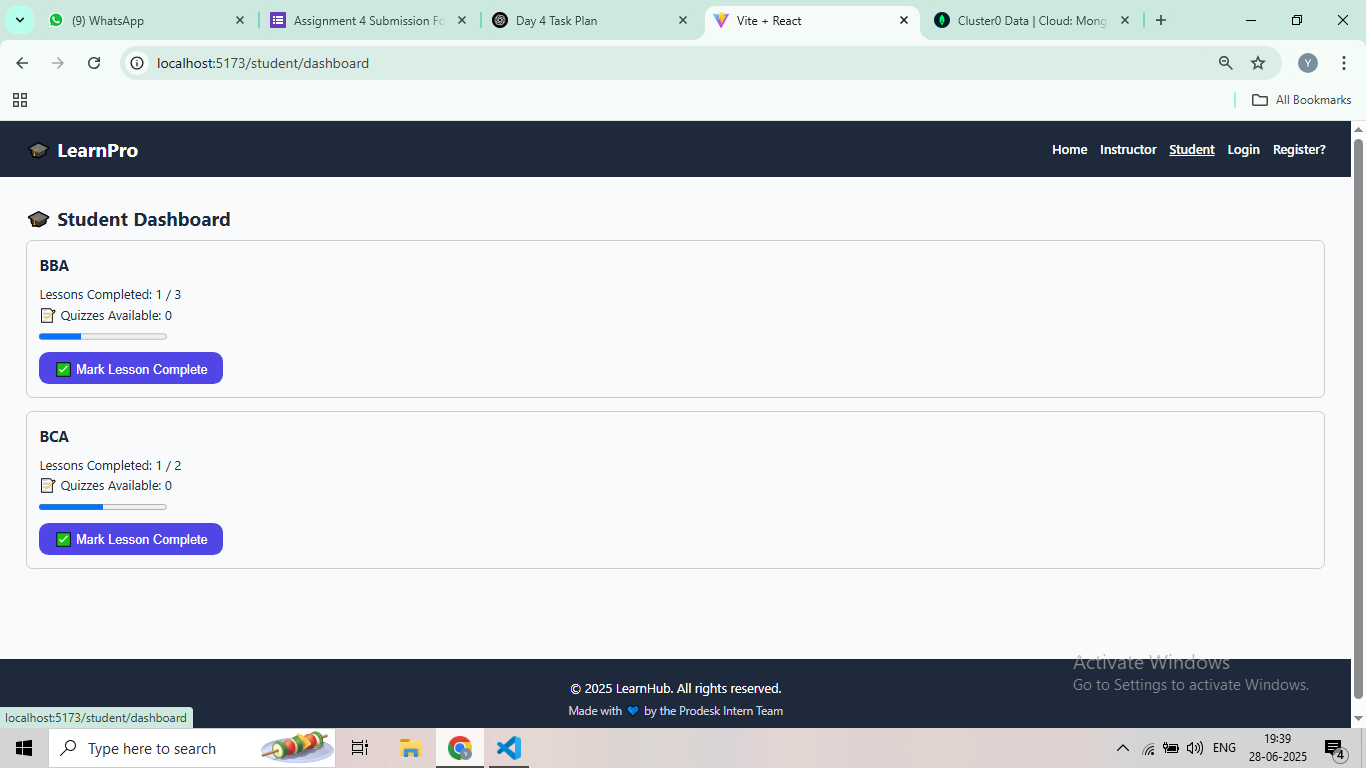 (9) WhatsApp
Assignment 4 Submission Fo
Day 4 Task Plan
Vite + React
Cluster0 Data | Cloud: Mong
localhost:5173/student/dashboard
Y
All Bookmarks
🎓 LearnPro
Home Instructor Student Login Register?
🎓 Student Dashboard
BBA
Lessons Completed: 1 / 3
📝 Quizzes Available: 0
✅ Mark Lesson Complete
BCA
Lessons Completed: 1 / 2
📝 Quizzes Available: 0
✅ Mark Lesson Complete
Activate Windows
Go to Settings to activate Windows.
© 2025 LearnHub. All rights reserved.
Made with 💙 by the Prodesk Intern Team
localhost:5173/student/dashboard
Type here to search
ENG
19:39
28-06-2025
4